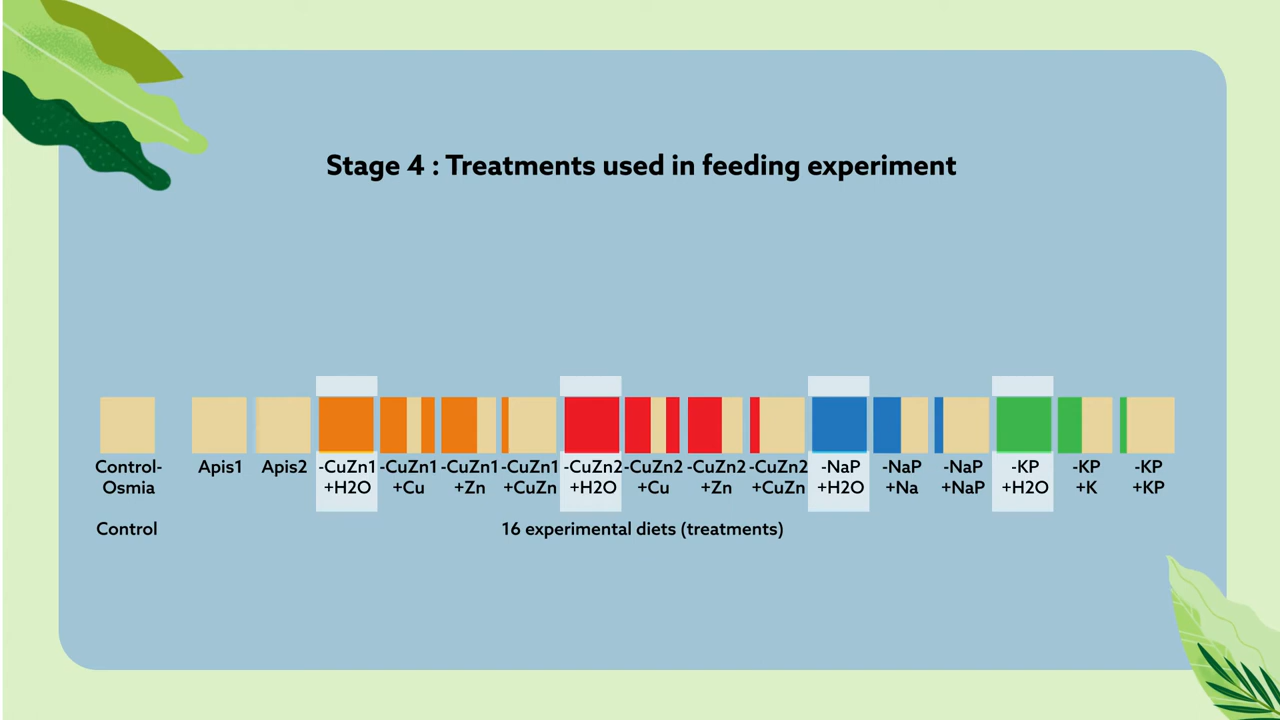 Stage 4 : Treatments used in feeding experiment
Control- Apis1 Apis2 -CuZn1 -CuZn1 -CuZn1 -CuZn1 -CuZn2 -CuZn2 -CuZn2 -CuZn2 -NaP -NaP -NaP -KP -KP -KP
Osmia +H2O +Cu +Zn +CuZn +H2O +Cu +Zn +CuZn +H2O +Na +NaP +H2O +K +KP
Control 16 experimental diets (treatments)